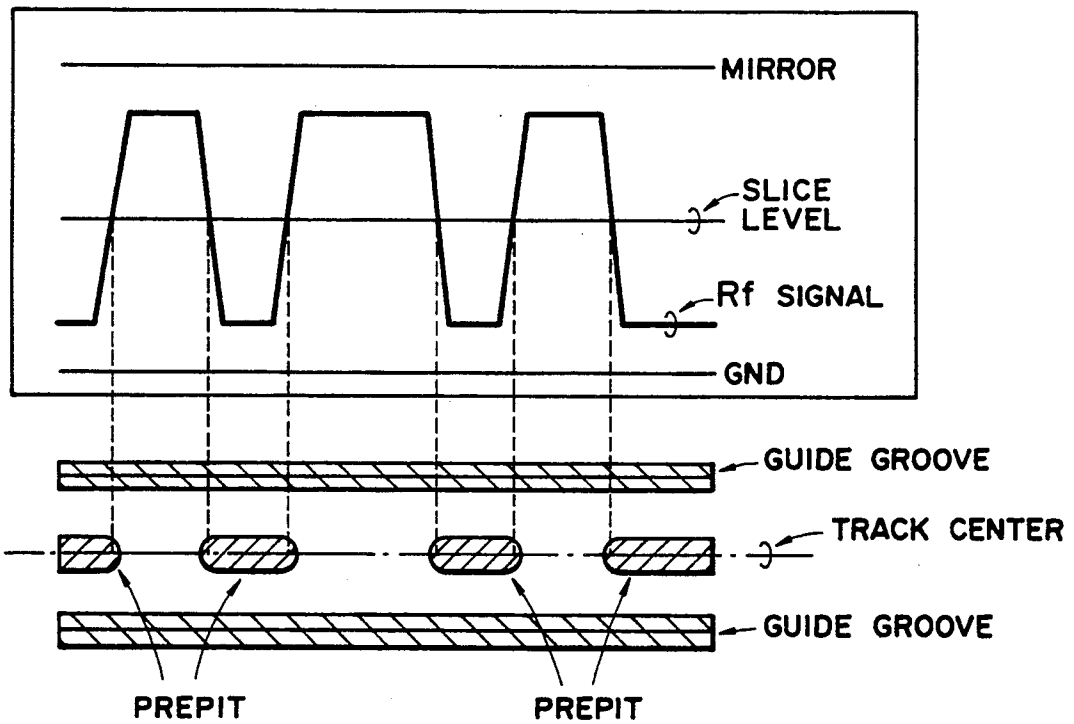 MIRROR
SLICE
LEVEL
Rf SIGNAL
GND
GUIDE GROOVE
TRACK CENTER
GUIDE GROOVE
PREPIT
PREPIT